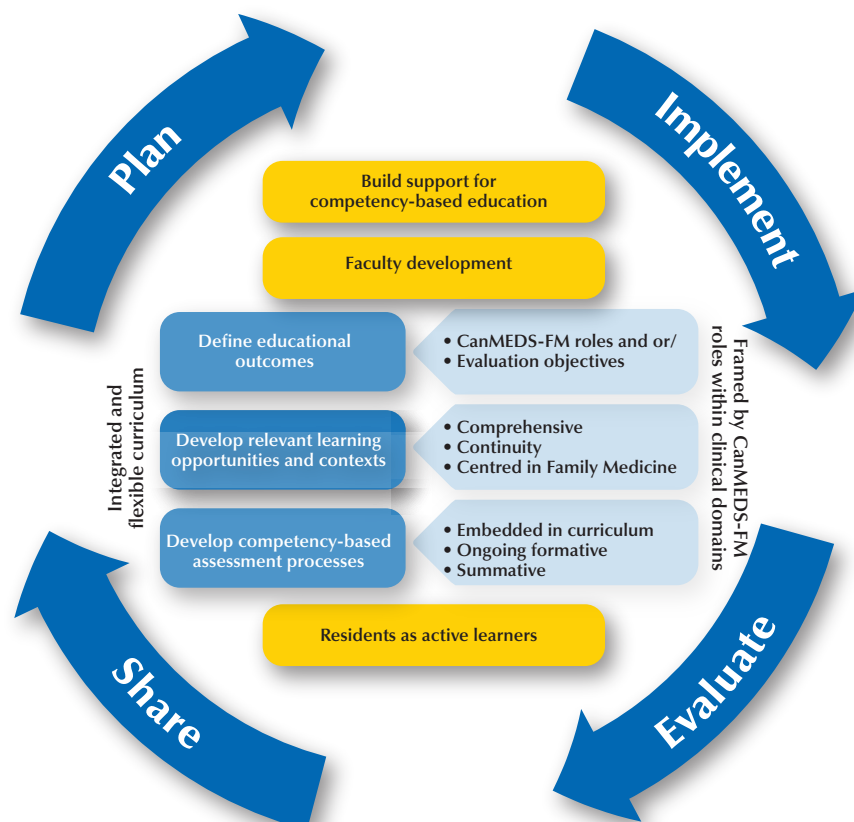 Plan
Implement
Build support for
competency-based education
Faculty development
Define educational
outcomes
• CanMEDS-FM roles and or/
• Evaluation objectives
Integrated and
flexible curriculum
Develop relevant learning
opportunities and contexts
• Comprehensive
• Continuity
• Centred in Family Medicine
Framed by CanMEDS-FM
roles within clinical domains
Develop competency-based
assessment processes
• Embedded in curriculum
• Ongoing formative
• Summative
Residents as active learners
Share
Evaluate